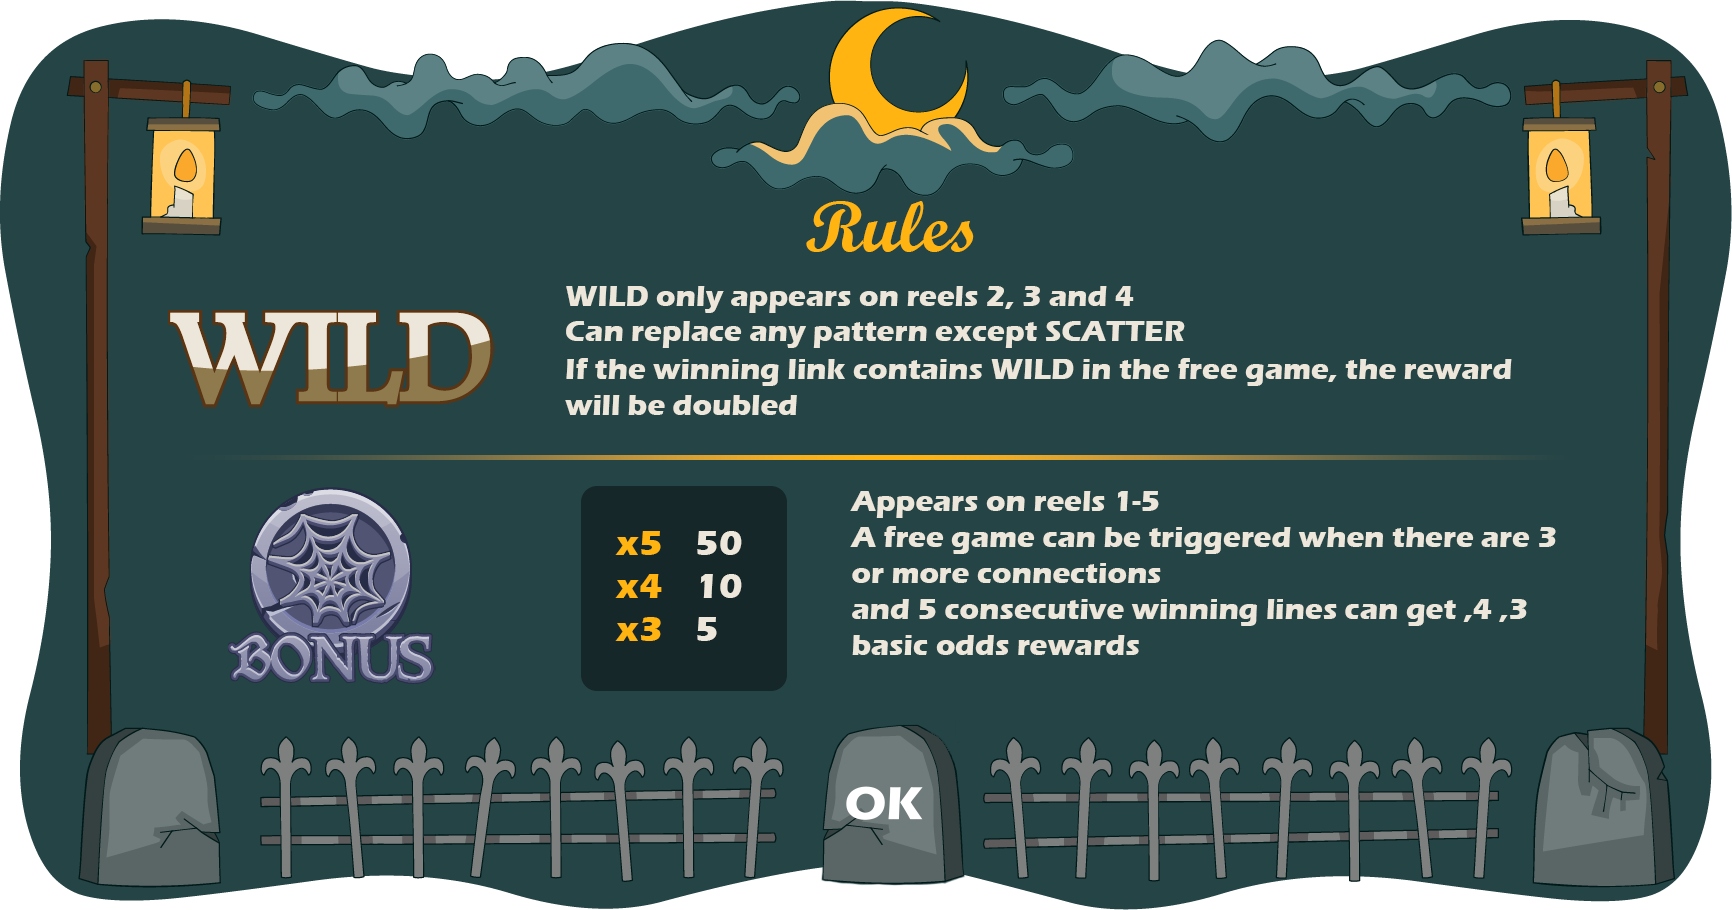 Rules
WILD
WILD only appears on reels 2, 3 and 4
Can replace any pattern except SCATTER
If the winning link contains WILD in the free game, the reward
will be doubled
BONUS
x5 50
x4 10
x3 5
Appears on reels 1-5
A free game can be triggered when there are 3
or more connections
and 5 consecutive winning lines can get ,4 ,3
basic odds rewards
OK